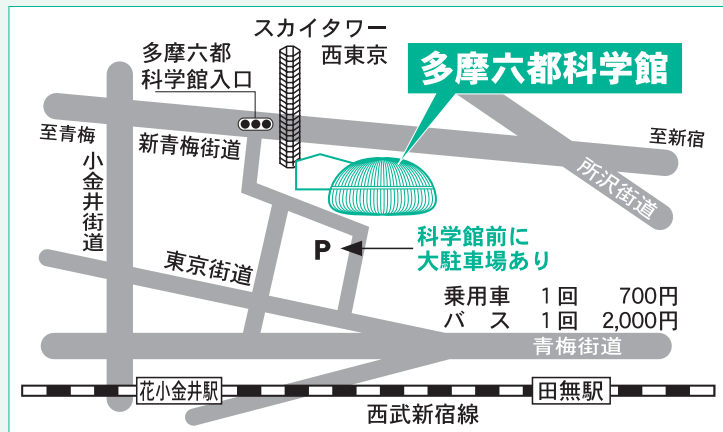 スカイタワー
西東京
多摩六都
科学館入口
多摩六都科学館
至青梅
新青梅街道
至新宿
小金井街道
所沢街道
科学館前に
大駐車場あり
P
東京街道
乗用車 1回 700円
バス 1回 2,000円
青梅街道
花小金井駅
田無駅
西武新宿線